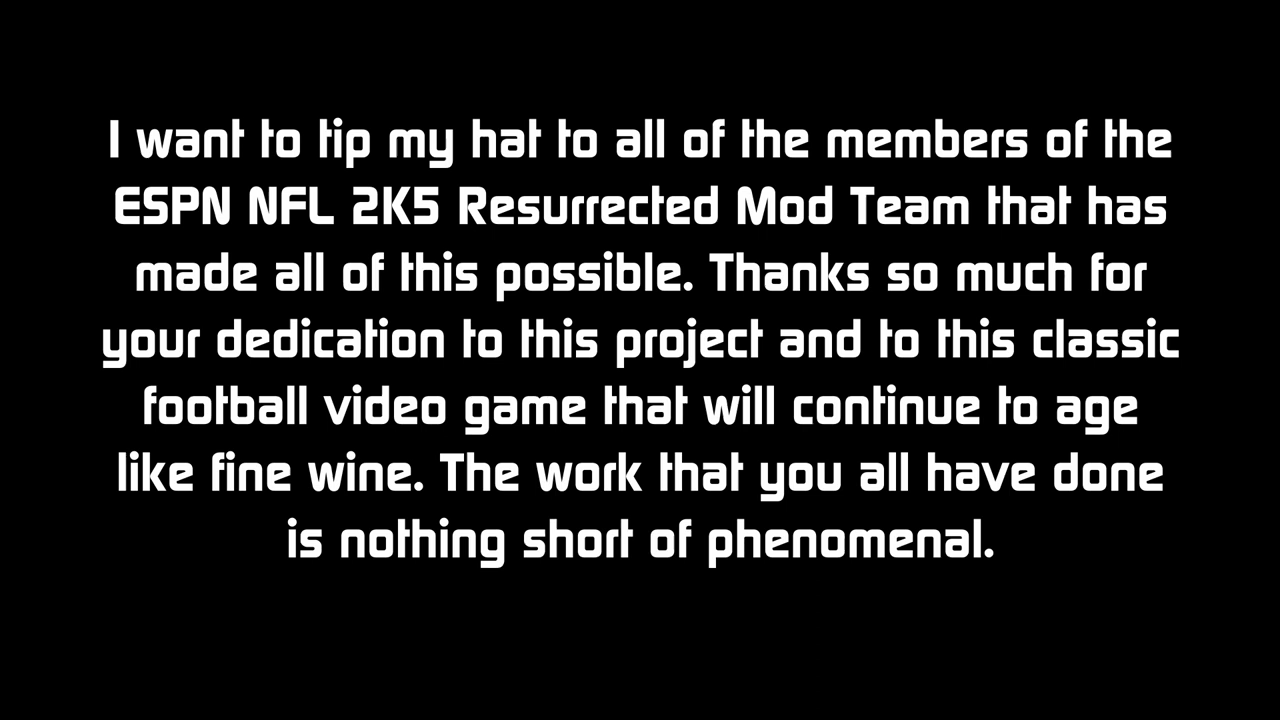 I want to tip my hat to all of the members of the
ESPN NFL 2K5 Resurrected Mod Team that has
made all of this possible. Thanks so much for
your dedication to this project and to this classic
football video game that will continue to age
like fine wine. The work that you all have done
is nothing short of phenomenal.